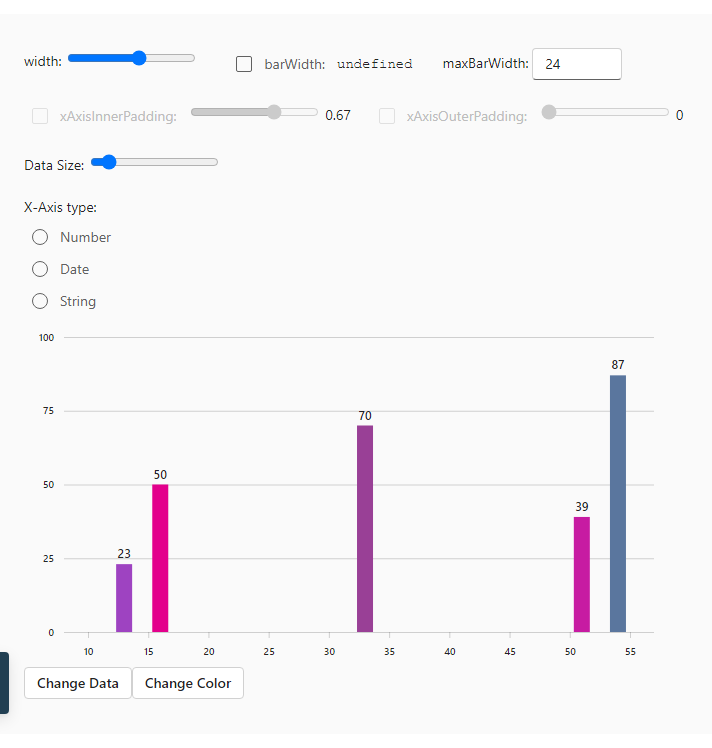 width: barWidth: undefined maxBarWidth: 24
xAxisInnerPadding: 0.67 xAxisOuterPadding: 0
Data Size:
X-Axis type:
Number
Date
String
100
87
75
70
50
50
39
25
23
0
10 15 20 25 30 35 40 45 50 55
Change Data Change Color